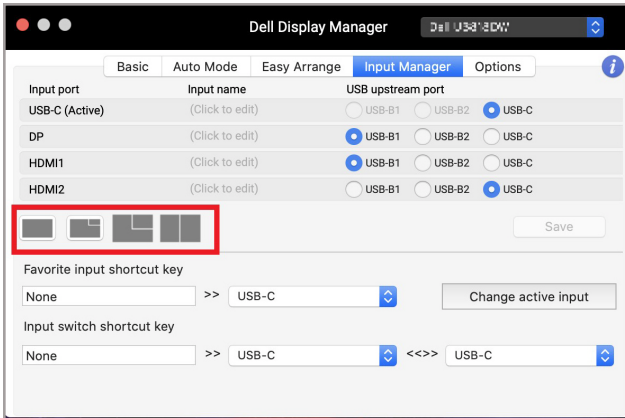 Dell Display Manager
Basic Auto Mode Easy Arrange Input Manager Options i
Input port Input name USB upstream port
USB-C (Active) (Click to edit) USB-B1 USB-B2 USB-C
DP (Click to edit) USB-B1 USB-B2 USB-C
HDMI1 (Click to edit) USB-B1 USB-B2 USB-C
HDMI2 (Click to edit) USB-B1 USB-B2 USB-C
Save
Favorite input shortcut key
None >> USB-C Change active input
Input switch shortcut key
None >> USB-C <<>> USB-C